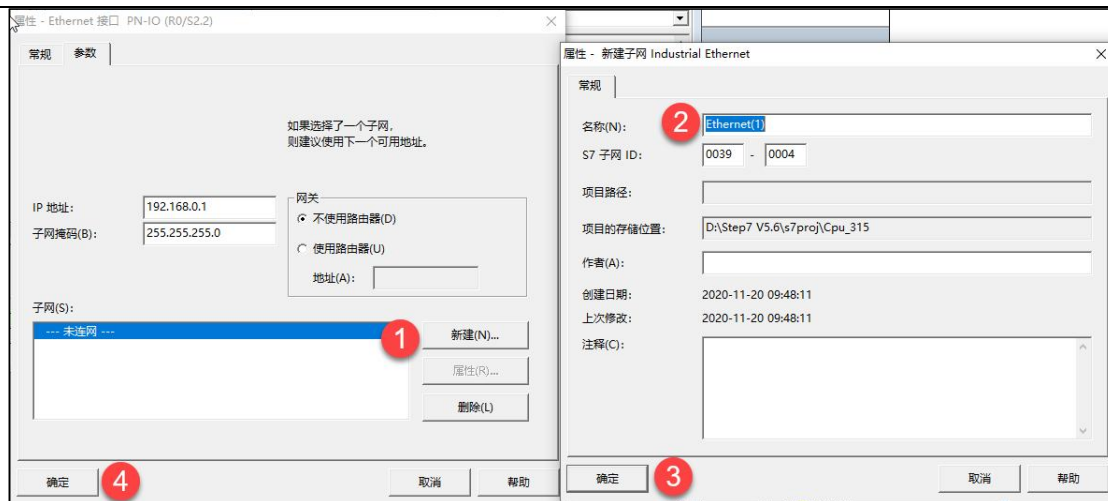 属性 - Ethernet 接口 PN-IO (R0/S2.2)
常规 参数
如果选择了一个子网,
则建议使用下一个可用地址。
IP 地址: 192.168.0.1
子网掩码(B): 255.255.255.0
网关
不使用路由器(D)
使用路由器(U)
地址(A):
子网(S):
--- 未连网 ---
1
新建(N)...
属性(R)...
删除(L)
确定
4
取消
帮助
属性 - 新建子网 Industrial Ethernet
常规
名称(N): 2 Ethernet(1)
S7 子网 ID: 0039 - 0004
项目路径:
项目的存储位置: D:\Step7 V5.6\s7proj\Cpu_315
作者(A):
创建日期: 2020-11-20 09:48:11
上次修改: 2020-11-20 09:48:11
注释(C):
确定
3
取消
帮助